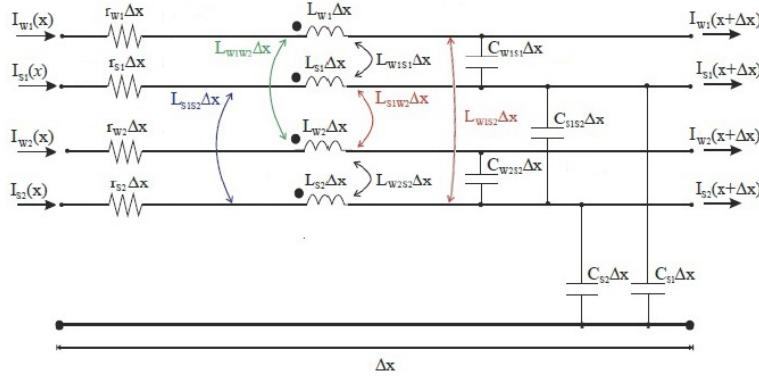 I_W1(x) r_W1Δx L_W1Δx I_W1(x+Δx)
L_W1W2Δx L_W1S1Δx C_W1S1Δx
I_S1(x) r_S1Δx L_S1Δx I_S1(x+Δx)
L_S1S2Δx L_S1W2Δx L_W1S2Δx C_S1S2Δx
I_W2(x) r_W2Δx L_W2Δx I_W2(x+Δx)
L_W2S2Δx C_W2S2Δx
I_S2(x) r_S2Δx L_S2Δx I_S2(x+Δx)
C_S2Δx C_S1Δx
Δx